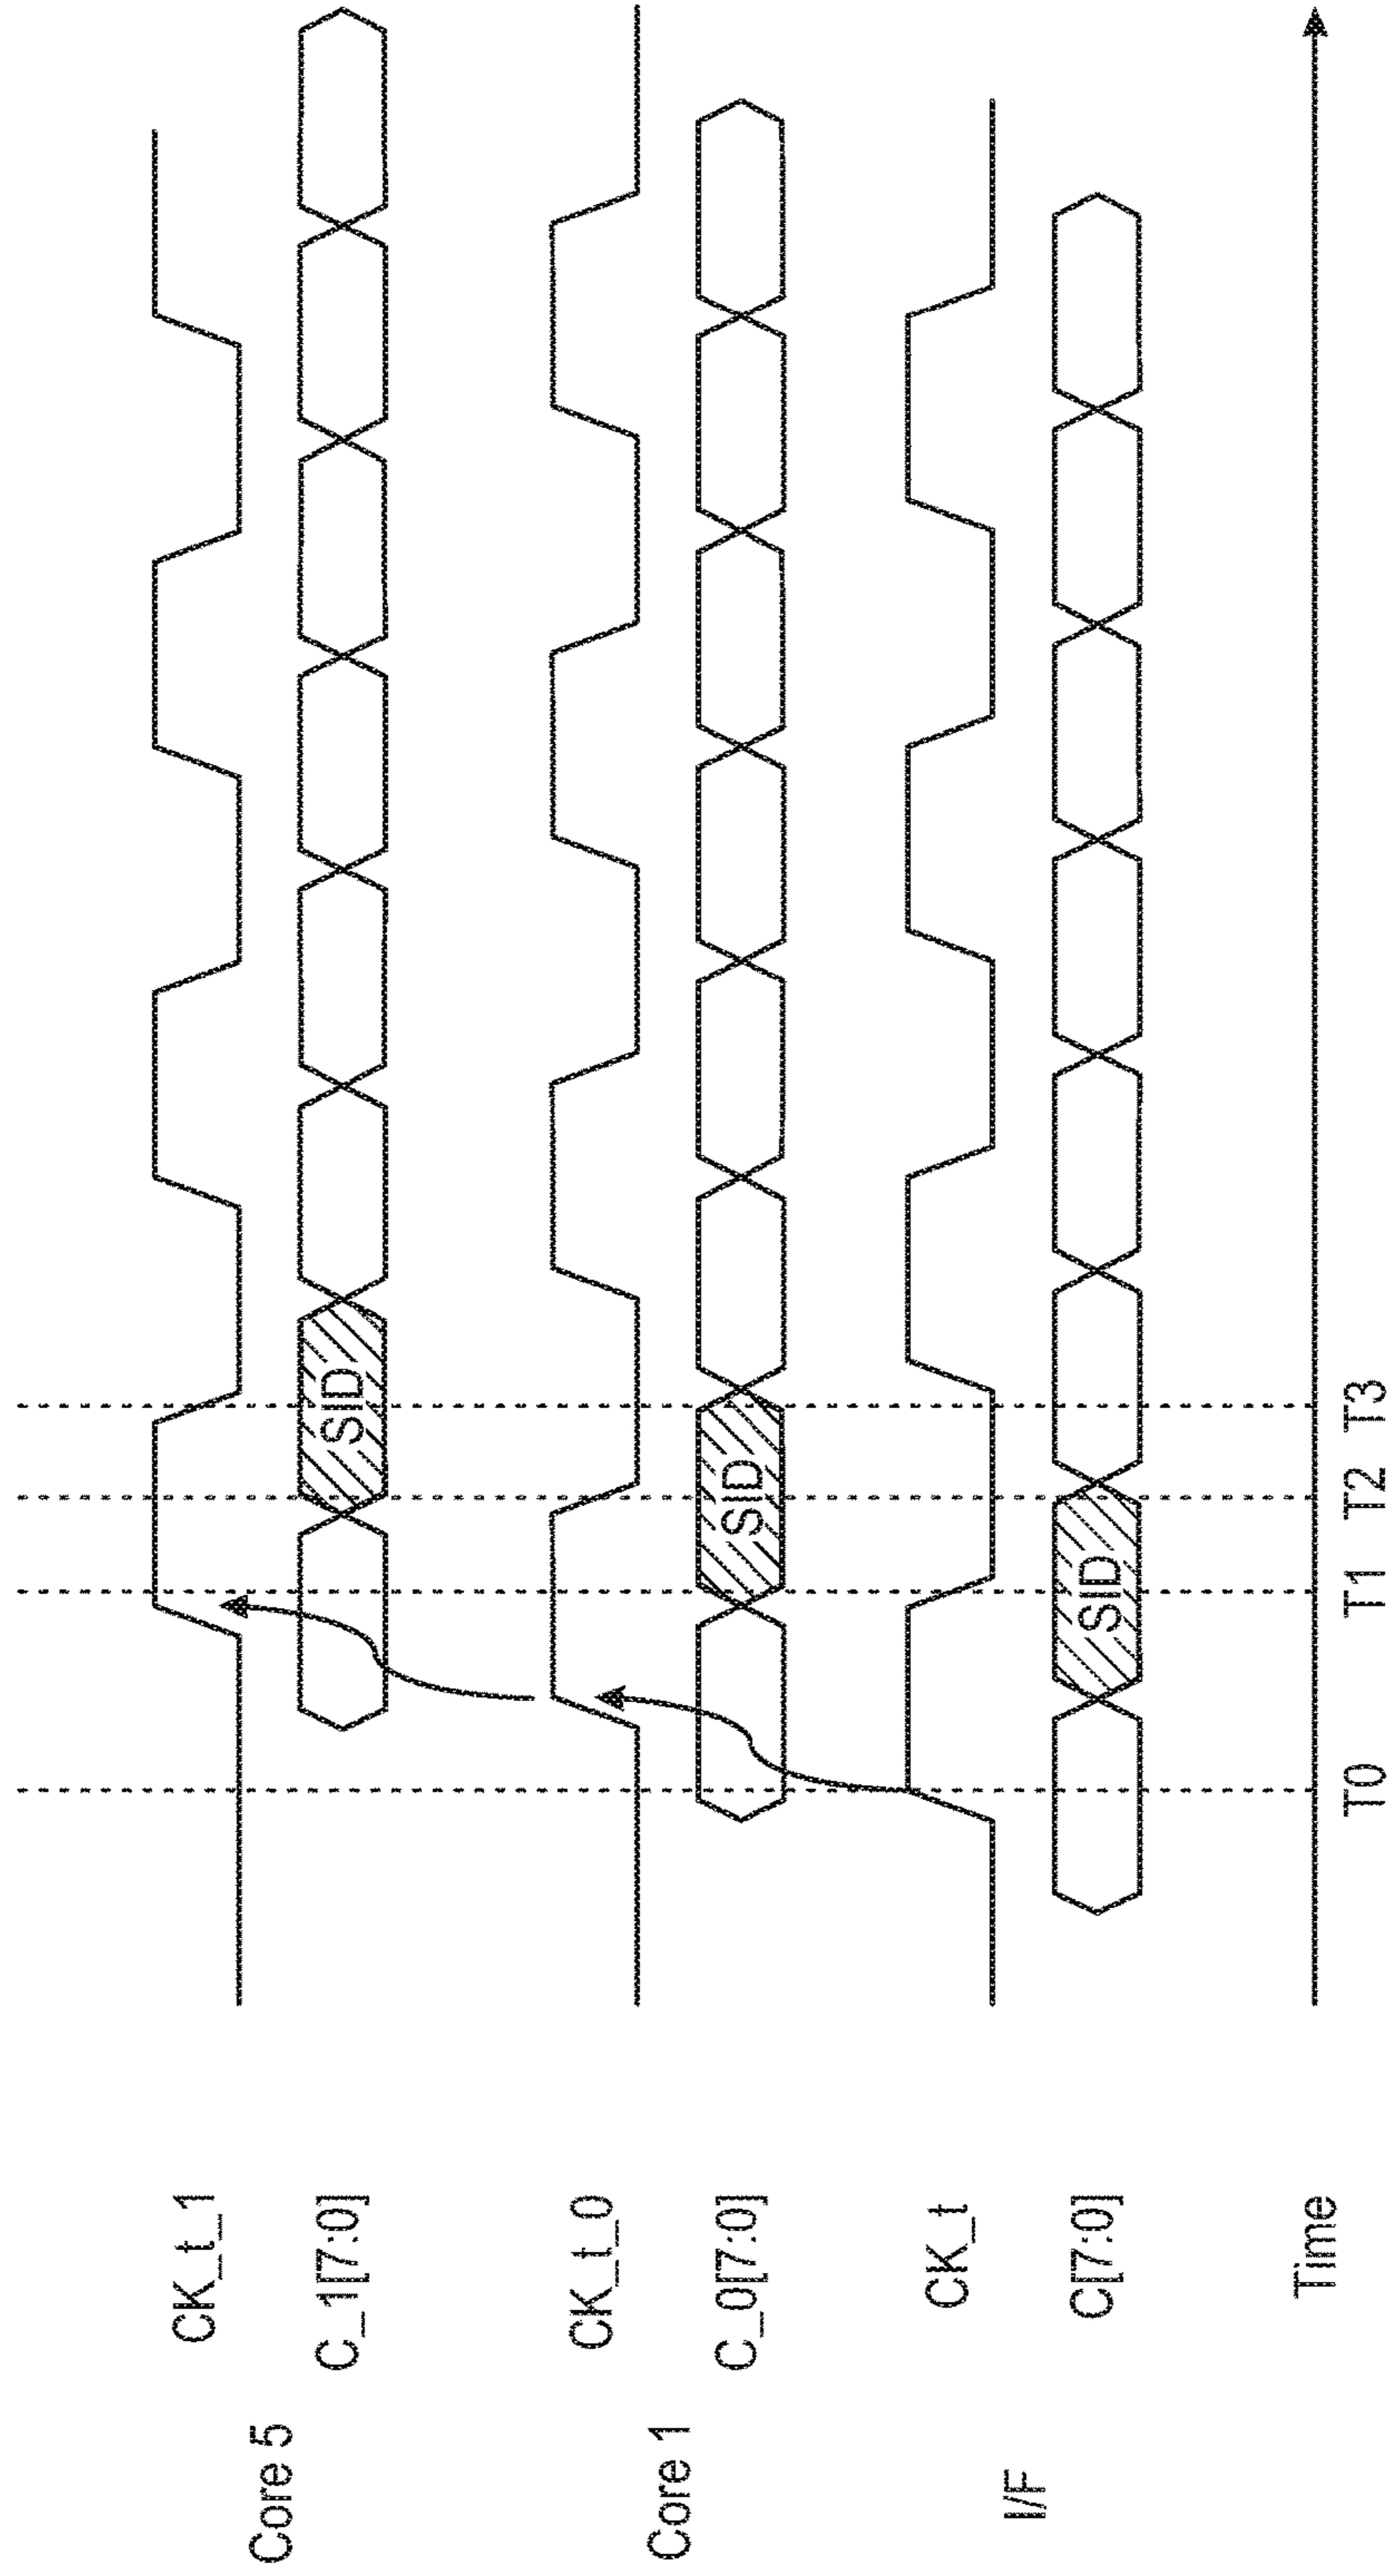 Core 5
CK_t_1
C_1[7:0]
SID
Core 1
CK_t_0
C_0[7:0]
SID
I/F
CK_t
C[7:0]
SID
Time
T0 T1 T2 T3